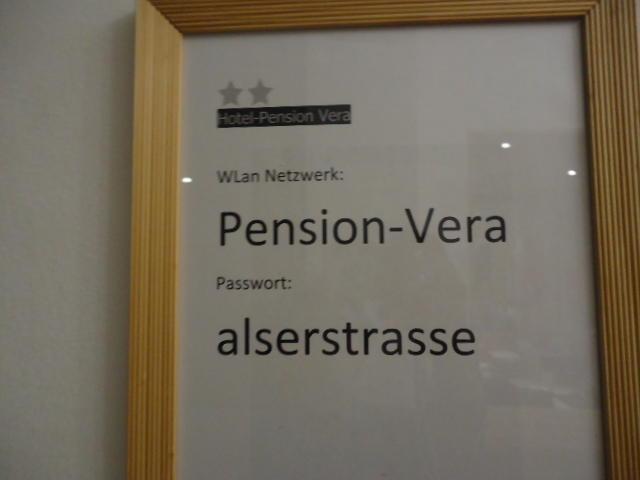 Hotel-Pension Vera
WLan Netzwerk:
Pension-Vera
Passwort:
alserstrasse